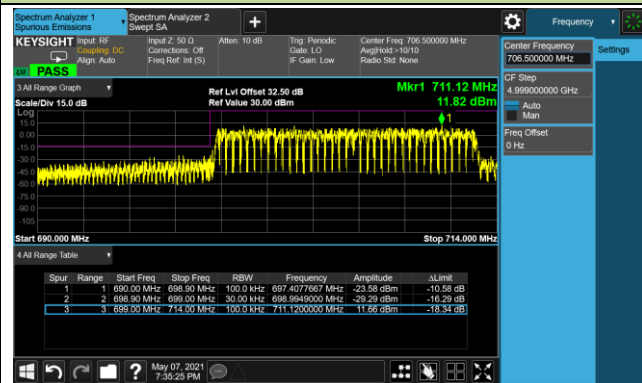 Spectrum Analyzer 1
Spurious Emissions
Spectrum Analyzer 2
Swept SA
Frequency
KEYSIGHT
Input: RF
Coupling: DC
Align: Auto
Input Z: 50 Ω
Corrections: Off
Freq Ref: Int (S)
Atten: 10 dB
Trig: Periodic
Gate: LO
IF Gain: Low
Center Freq: 706.500000 MHz
Avg|Hold:>10/10
Radio Std: None
PASS
Center Frequency
706.500000 MHz
Settings
CF Step
4.999000000 GHz
Auto
Man
Freq Offset
0 Hz
3 All Range Graph
Scale/Div 15.0 dB
Ref Lvl Offset 32.50 dB
Ref Value 30.00 dBm
Mkr1 711.12 MHz
11.82 dBm
Log
15.0
0.00
-15.0
-30.0
-45.0
-60.0
-75.0
-90.0
-105
1
Start 690.000 MHz
Stop 714.000 MHz
4 All Range Table
Spur Range Start Freq Stop Freq RBW Frequency Amplitude ΔLimit
1 1 690.00 MHz 698.90 MHz 100.0 kHz 697.4077667 MHz -23.58 dBm -10.58 dB
2 2 698.90 MHz 699.00 MHz 30.00 kHz 698.9949000 MHz -29.29 dBm -16.29 dB
3 3 699.00 MHz 714.00 MHz 100.0 kHz 711.1200000 MHz 11.66 dBm -18.34 dB
?
May 07, 2021
7:35:25 PM